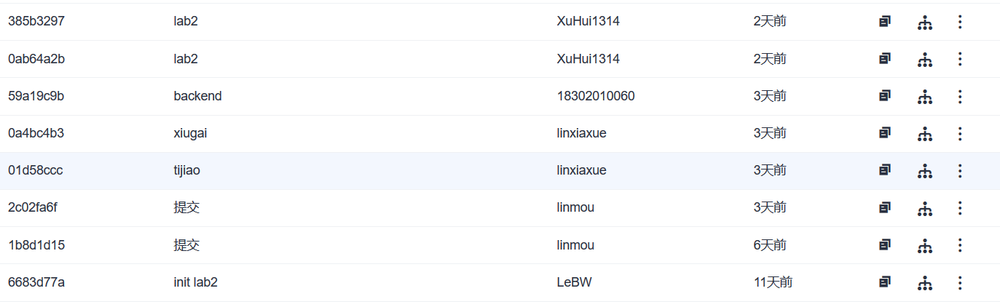 385b3297 lab2 XuHui1314 2天前
0ab64a2b lab2 XuHui1314 2天前
59a19c9b backend 18302010060 3天前
0a4bc4b3 xiugai linxiaxue 3天前
01d58ccc tijiao linxiaxue 3天前
2c02fa6f 提交 linmou 3天前
1b8d1d15 提交 linmou 6天前
6683d77a init lab2 LeBW 11天前